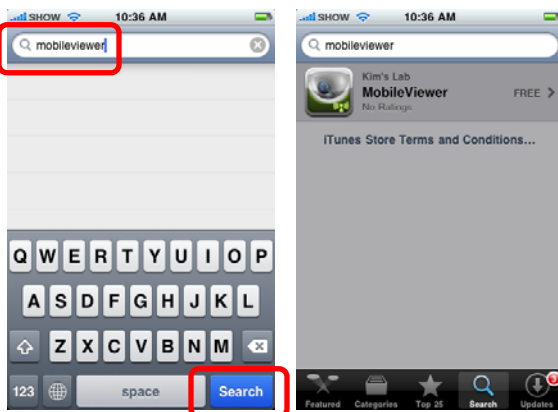 SHOW 10:36 AM
mobileviewer
Q W E R T Y U I O P
A S D F G H J K L
Z X C V B N M
123 space Search
SHOW 10:36 AM
mobileviewer
Kim's Lab
MobileViewer FREE
No Ratings
iTunes Store Terms and Conditions...
Featured Categories Top 25 Search Updates